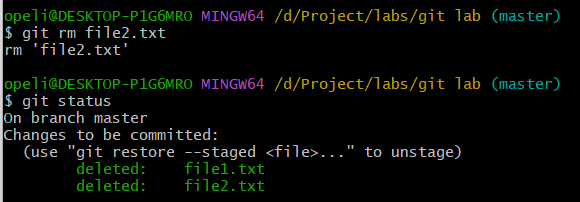 opeli@DESKTOP-P1G6MRO MINGW64 /d/Project/labs/git lab (master)
$ git rm file2.txt
rm 'file2.txt'
opeli@DESKTOP-P1G6MRO MINGW64 /d/Project/labs/git lab (master)
$ git status
On branch master
Changes to be committed:
  (use "git restore --staged <file>..." to unstage)
        deleted:    file1.txt
        deleted:    file2.txt